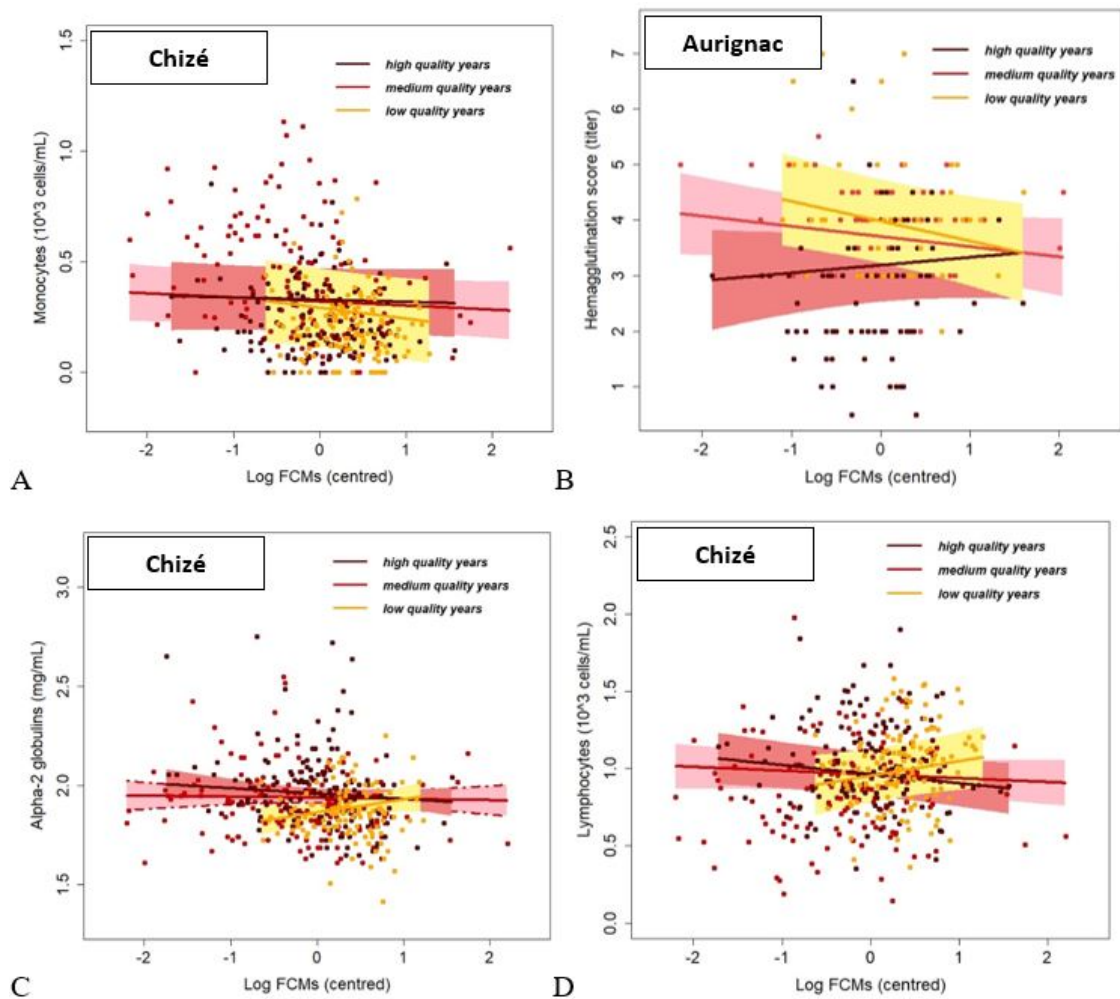 Chizé
high quality years
medium quality years
low quality years
Monocytes (10^3 cells/mL)
1.5
1.0
0.5
0.0
-2 -1 0 1 2
Log FCMs (centred)
A
Aurignac
high quality years
medium quality years
low quality years
Hemagglutination score (titer)
7
6
5
4
3
2
1
-2 -1 0 1 2
Log FCMs (centred)
B
Chizé
high quality years
medium quality years
low quality years
Alpha-2 globulins (mg/mL)
3.0
2.5
2.0
1.5
-2 -1 0 1 2
Log FCMs (centred)
C
Chizé
high quality years
medium quality years
low quality years
Lymphocytes (10^3 cells/mL)
2.5
2.0
1.5
1.0
0.5
0.0
-2 -1 0 1 2
Log FCMs (centred)
D